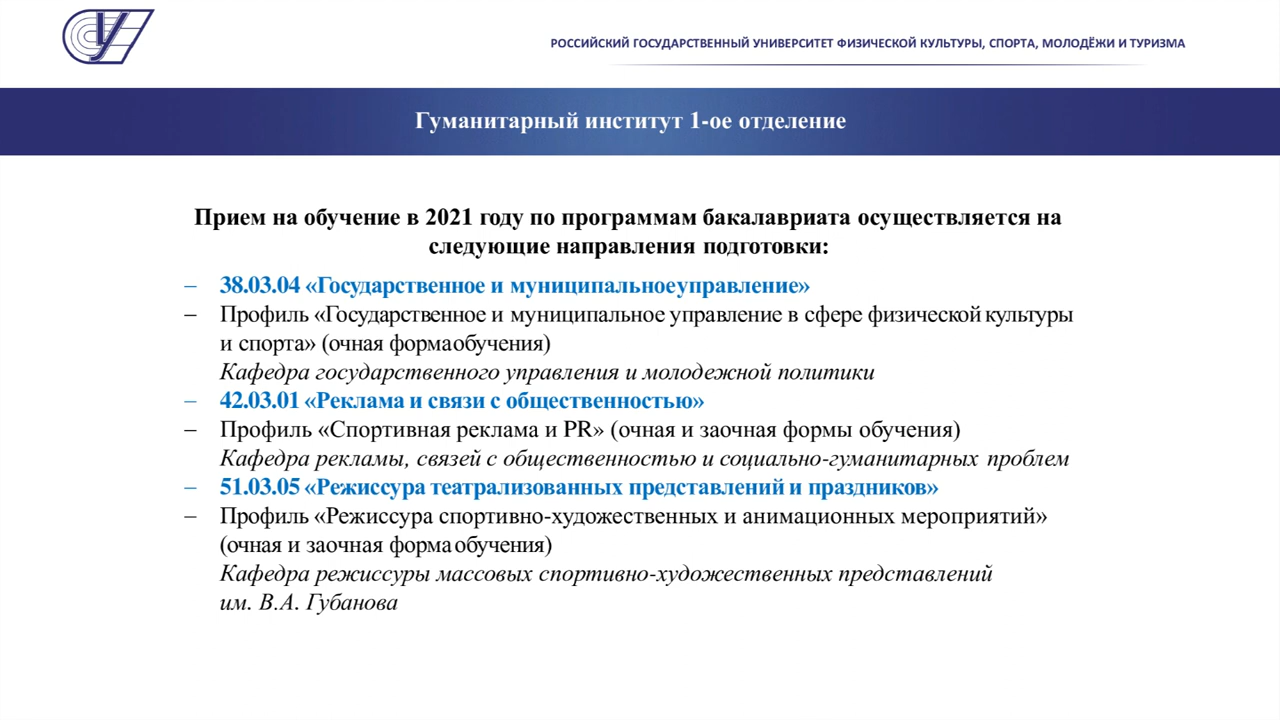 РОССИЙСКИЙ ГОСУДАРСТВЕННЫЙ УНИВЕРСИТЕТ ФИЗИЧЕСКОЙ КУЛЬТУРЫ, СПОРТА, МОЛОДЁЖИ И ТУРИЗМА
Гуманитарный институт 1-ое отделение
Прием на обучение в 2021 году по программам бакалавриата осуществляется на
следующие направления подготовки:
– 38.03.04 «Государственное и муниципальное управление»
– Профиль «Государственное и муниципальное управление в сфере физической культуры
и спорта» (очная форма обучения)
Кафедра государственного управления и молодежной политики
– 42.03.01 «Реклама и связи с общественностью»
– Профиль «Спортивная реклама и PR» (очная и заочная формы обучения)
Кафедра рекламы, связей с общественностью и социально-гуманитарных проблем
– 51.03.05 «Режиссура театрализованных представлений и праздников»
– Профиль «Режиссура спортивно-художественных и анимационных мероприятий»
(очная и заочная форма обучения)
Кафедра режиссуры массовых спортивно-художественных представлений
им. В.А. Губанова